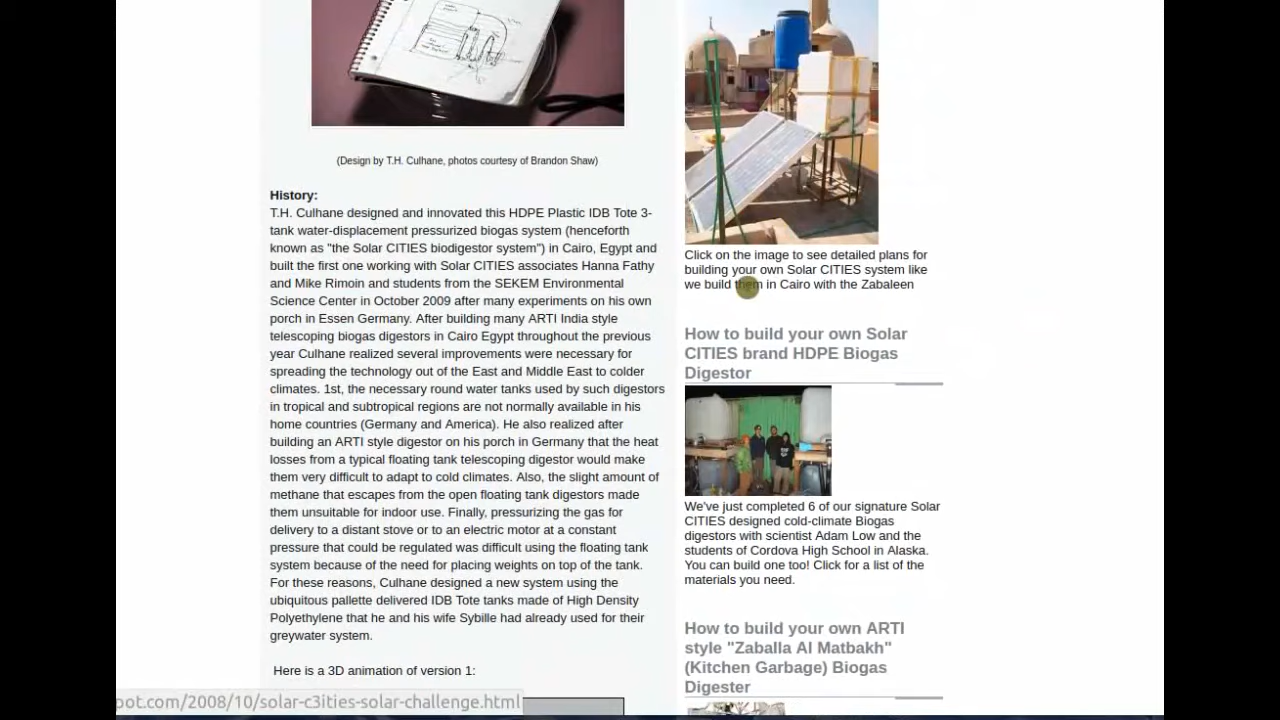 (Design by T.H. Culhane, photos courtesy of Brandon Shaw)
History:
T.H. Culhane designed and innovated this HDPE Plastic IDB Tote 3-
tank water-displacement pressurized biogas system (henceforth
known as "the Solar CITIES biodigestor system") in Cairo, Egypt and
built the first one working with Solar CITIES associates Hanna Fathy
and Mike Rimoin and students from the SEKEM Environmental
Science Center in October 2009 after many experiments on his own
porch in Essen Germany. After building many ARTI India style
telescoping biogas digestors in Cairo Egypt throughout the previous
year Culhane realized several improvements were necessary for
spreading the technology out of the East and Middle East to colder
climates. 1st, the necessary round water tanks used by such digestors
in tropical and subtropical regions are not normally available in his
home countries (Germany and America). He also realized after
building an ARTI style digestor on his porch in Germany that the heat
losses from a typical floating tank telescoping digestor would make
them very difficult to adapt to cold climates. Also, the slight amount of
methane that escapes from the open floating tank digestors made
them unsuitable for indoor use. Finally, pressurizing the gas for
delivery to a distant stove or to an electric motor at a constant
pressure that could be regulated was difficult using the floating tank
system because of the need for placing weights on top of the tank.
For these reasons, Culhane designed a new system using the
ubiquitous pallette delivered IDB Tote tanks made of High Density
Polyethylene that he and his wife Sybille had already used for their
greywater system.
Here is a 3D animation of version 1:
Click on the image to see detailed plans for
building your own Solar CITIES system like
we build them in Cairo with the Zabaleen
How to build your own Solar
CITIES brand HDPE Biogas
Digestor
We've just completed 6 of our signature Solar
CITIES designed cold-climate Biogas
digestors with scientist Adam Low and the
students of Cordova High School in Alaska.
You can build one too! Click for a list of the
materials you need.
How to build your own ARTI
style "Zaballa Al Matbakh"
(Kitchen Garbage) Biogas
Digester
pot.com/2008/10/solar-c3ities-solar-challenge.html